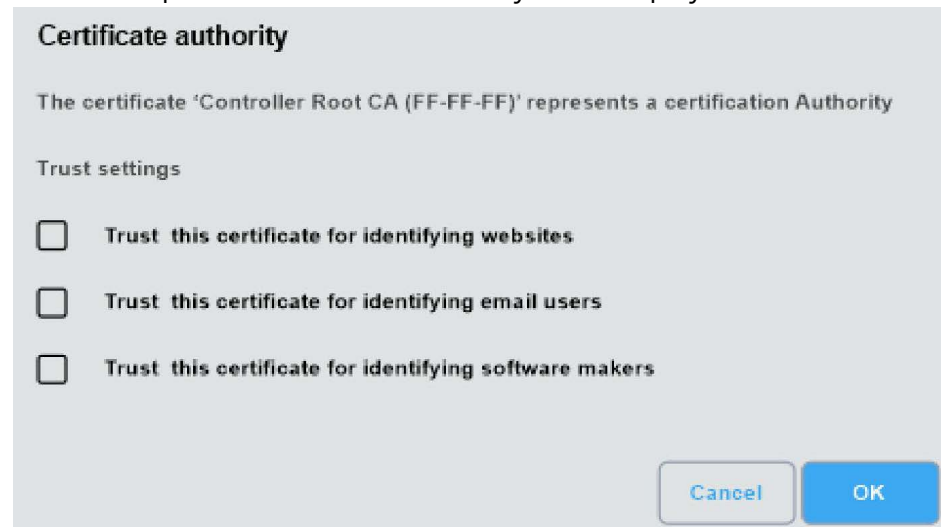 Certificate authority
The certificate 'Controller Root CA (FF-FF-FF)' represents a certification Authority
Trust settings
Trust this certificate for identifying websites
Trust this certificate for identifying email users
Trust this certificate for identifying software makers
Cancel OK